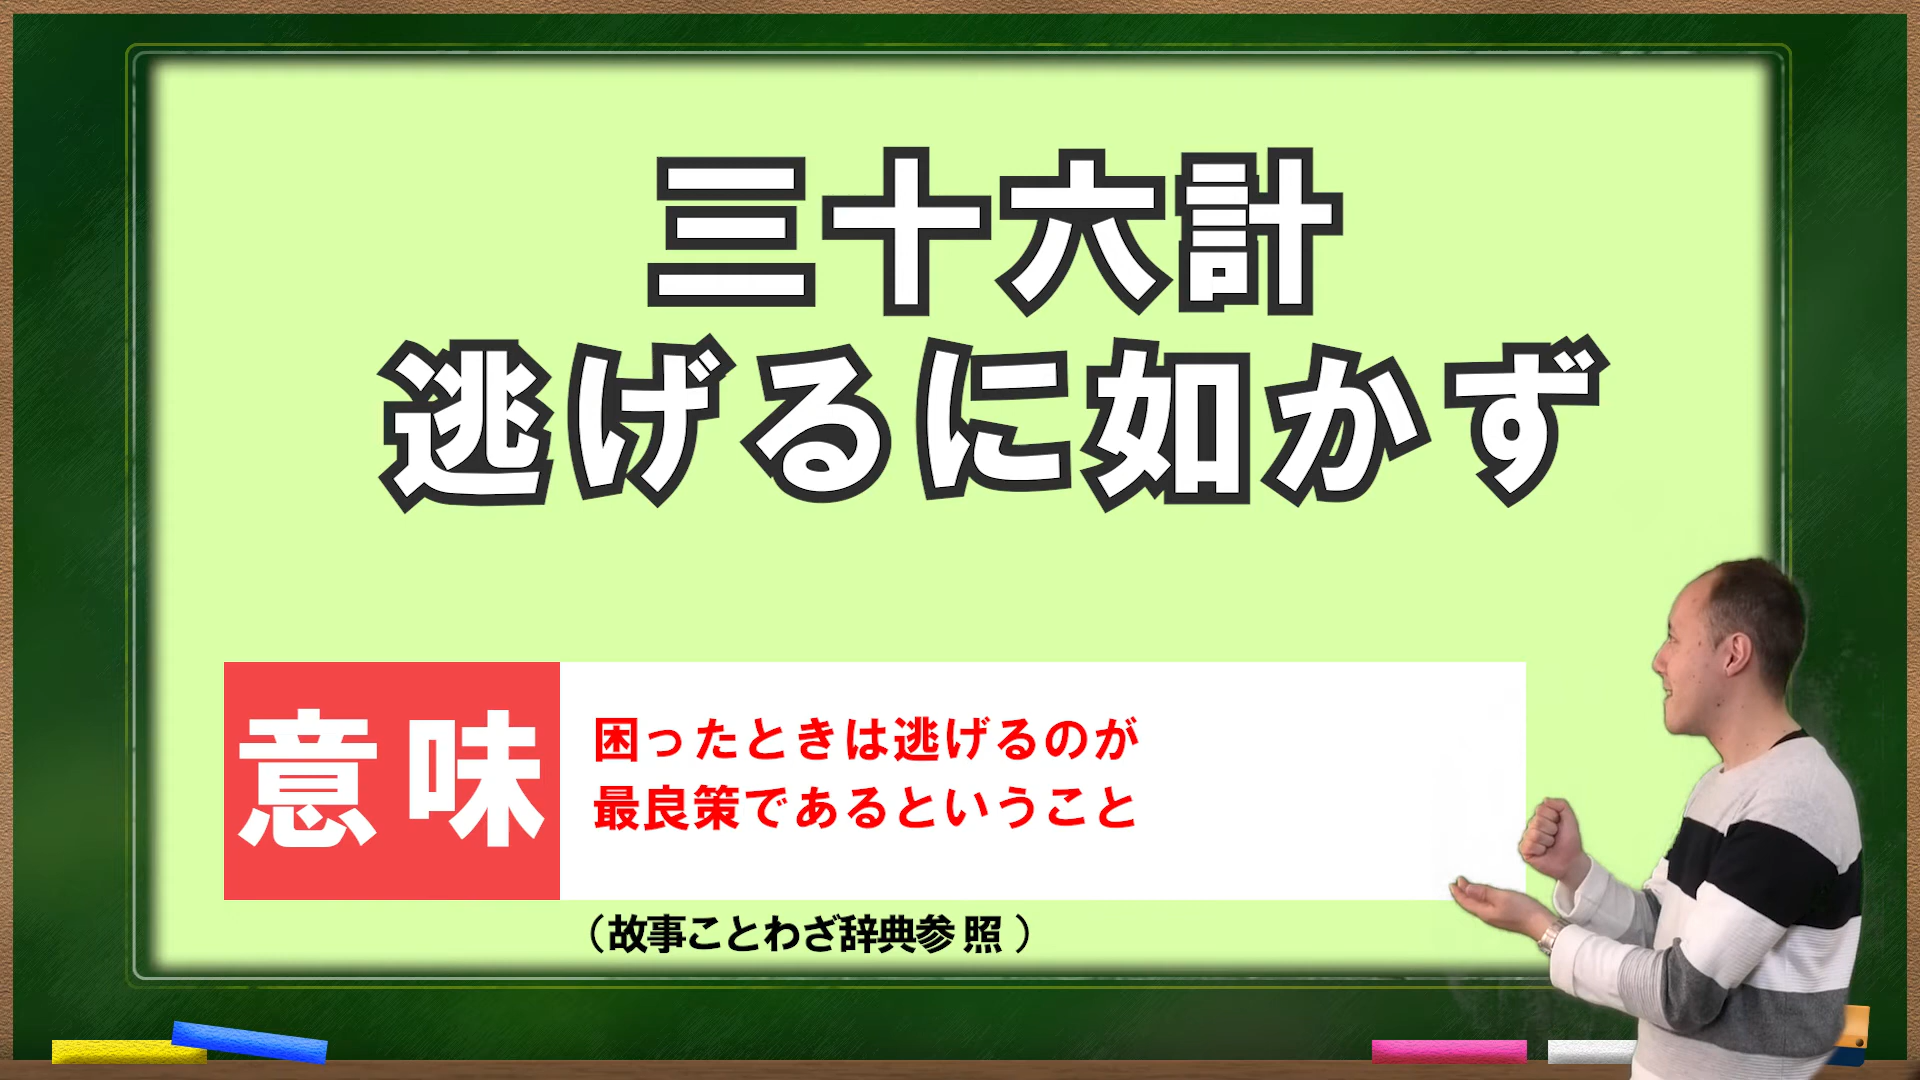 三十六計
逃げるに如かず
意味
困ったときは逃げるのが
最良策であるということ
（故事ことわざ辞典参照）